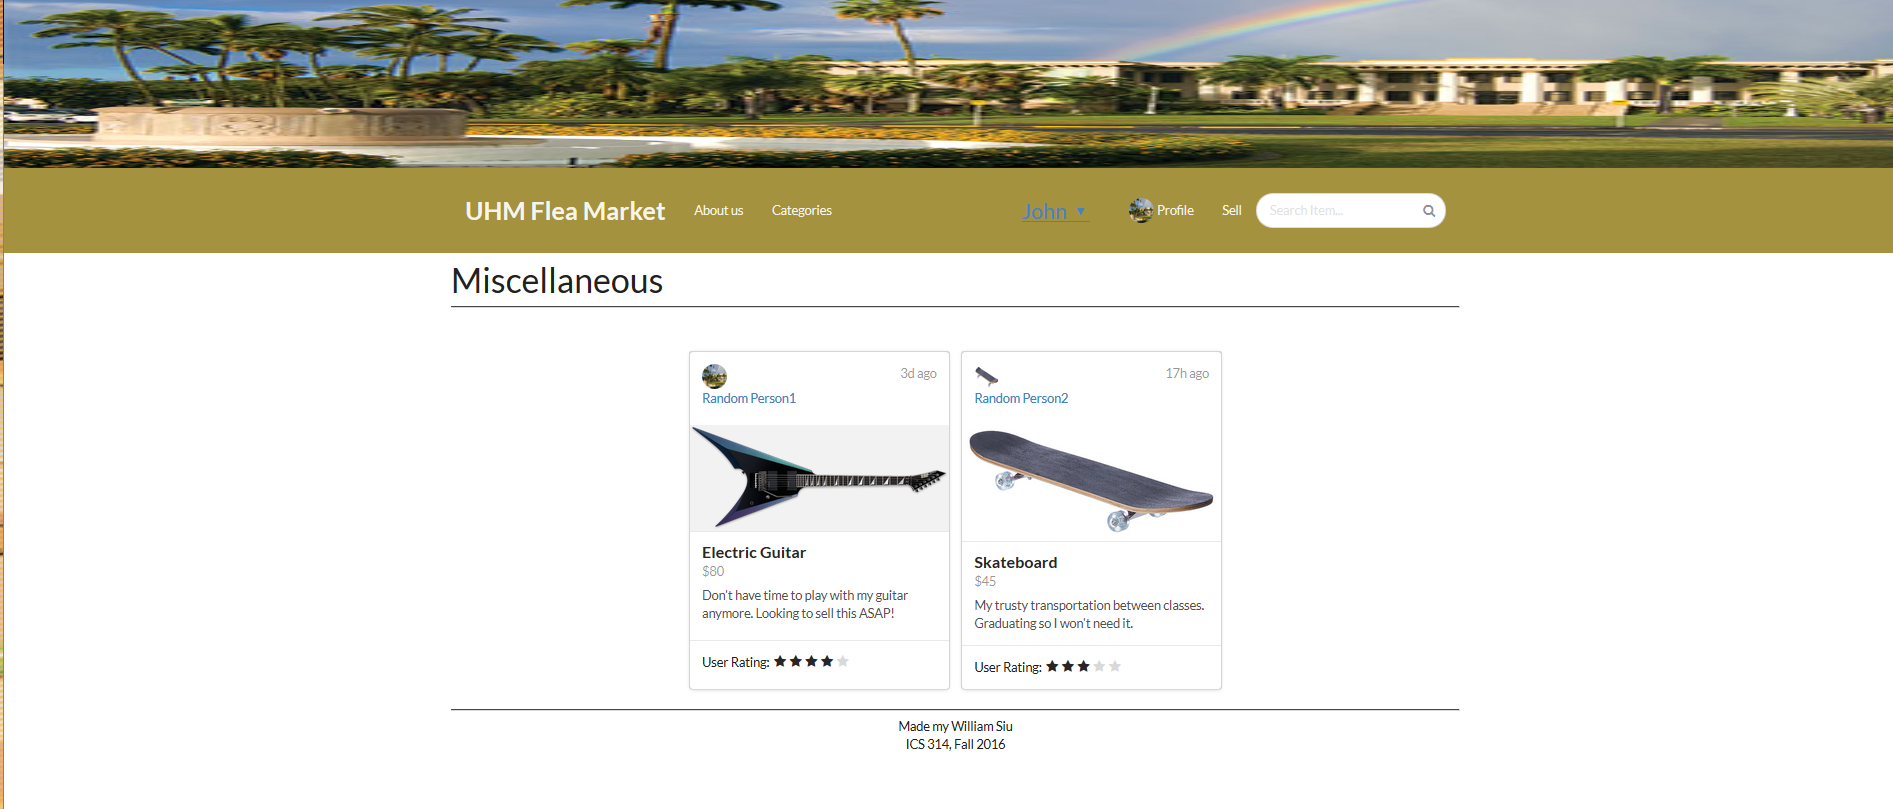 UHM Flea Market About us Categories John Profile Sell Search Item...
Miscellaneous
3d ago
Random Person1
Electric Guitar
$80
Don't have time to play with my guitar
anymore. Looking to sell this ASAP!
User Rating:
17h ago
Random Person2
Skateboard
$45
My trusty transportation between classes.
Graduating so I won't need it.
User Rating:
Made my William Siu
ICS 314, Fall 2016